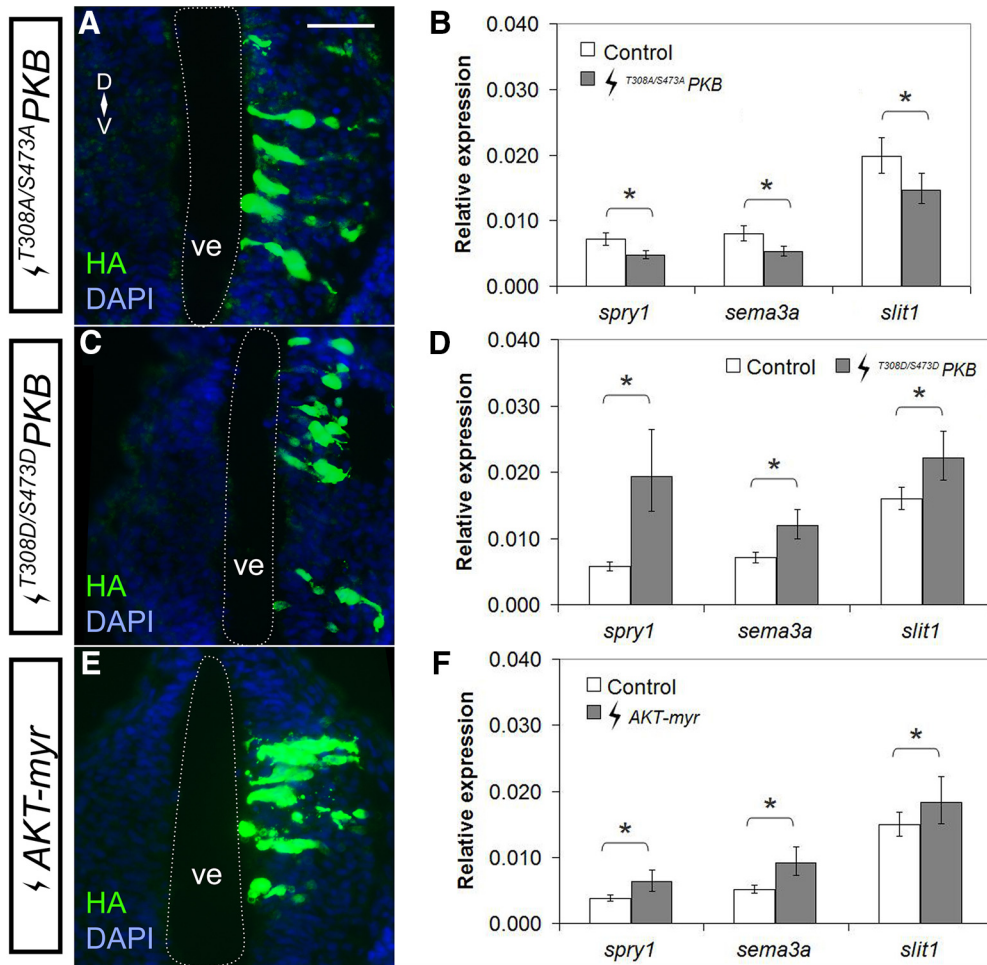 T308A/S473A PKB
A
D
V
ve
HA
DAPI
B
Control
T308A/S473A PKB
Relative expression
0.040
0.030
0.020
0.010
0.000
*
*
*
spry1
sema3a
slit1
T308D/S473D PKB
C
ve
HA
DAPI
D
Control
T308D/S473D PKB
Relative expression
0.040
0.030
0.020
0.010
0.000
*
*
*
spry1
sema3a
slit1
AKT-myr
E
ve
HA
DAPI
F
Control
AKT-myr
Relative expression
0.040
0.030
0.020
0.010
0.000
*
*
*
spry1
sema3a
slit1